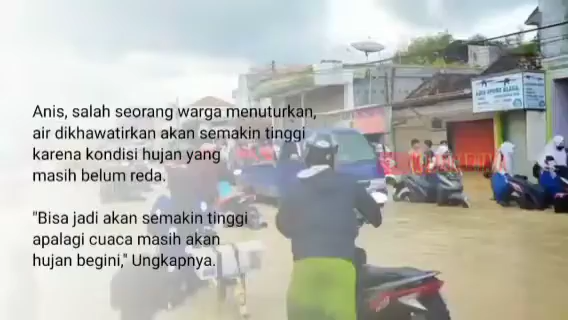 Anis, salah seorang warga menuturkan,
air dikhawatirkan akan semakin tinggi
karena kondisi hujan yang
masih belum reda.
"Bisa jadi akan semakin tinggi
apalagi cuaca masih akan
hujan begini," Ungkapnya.